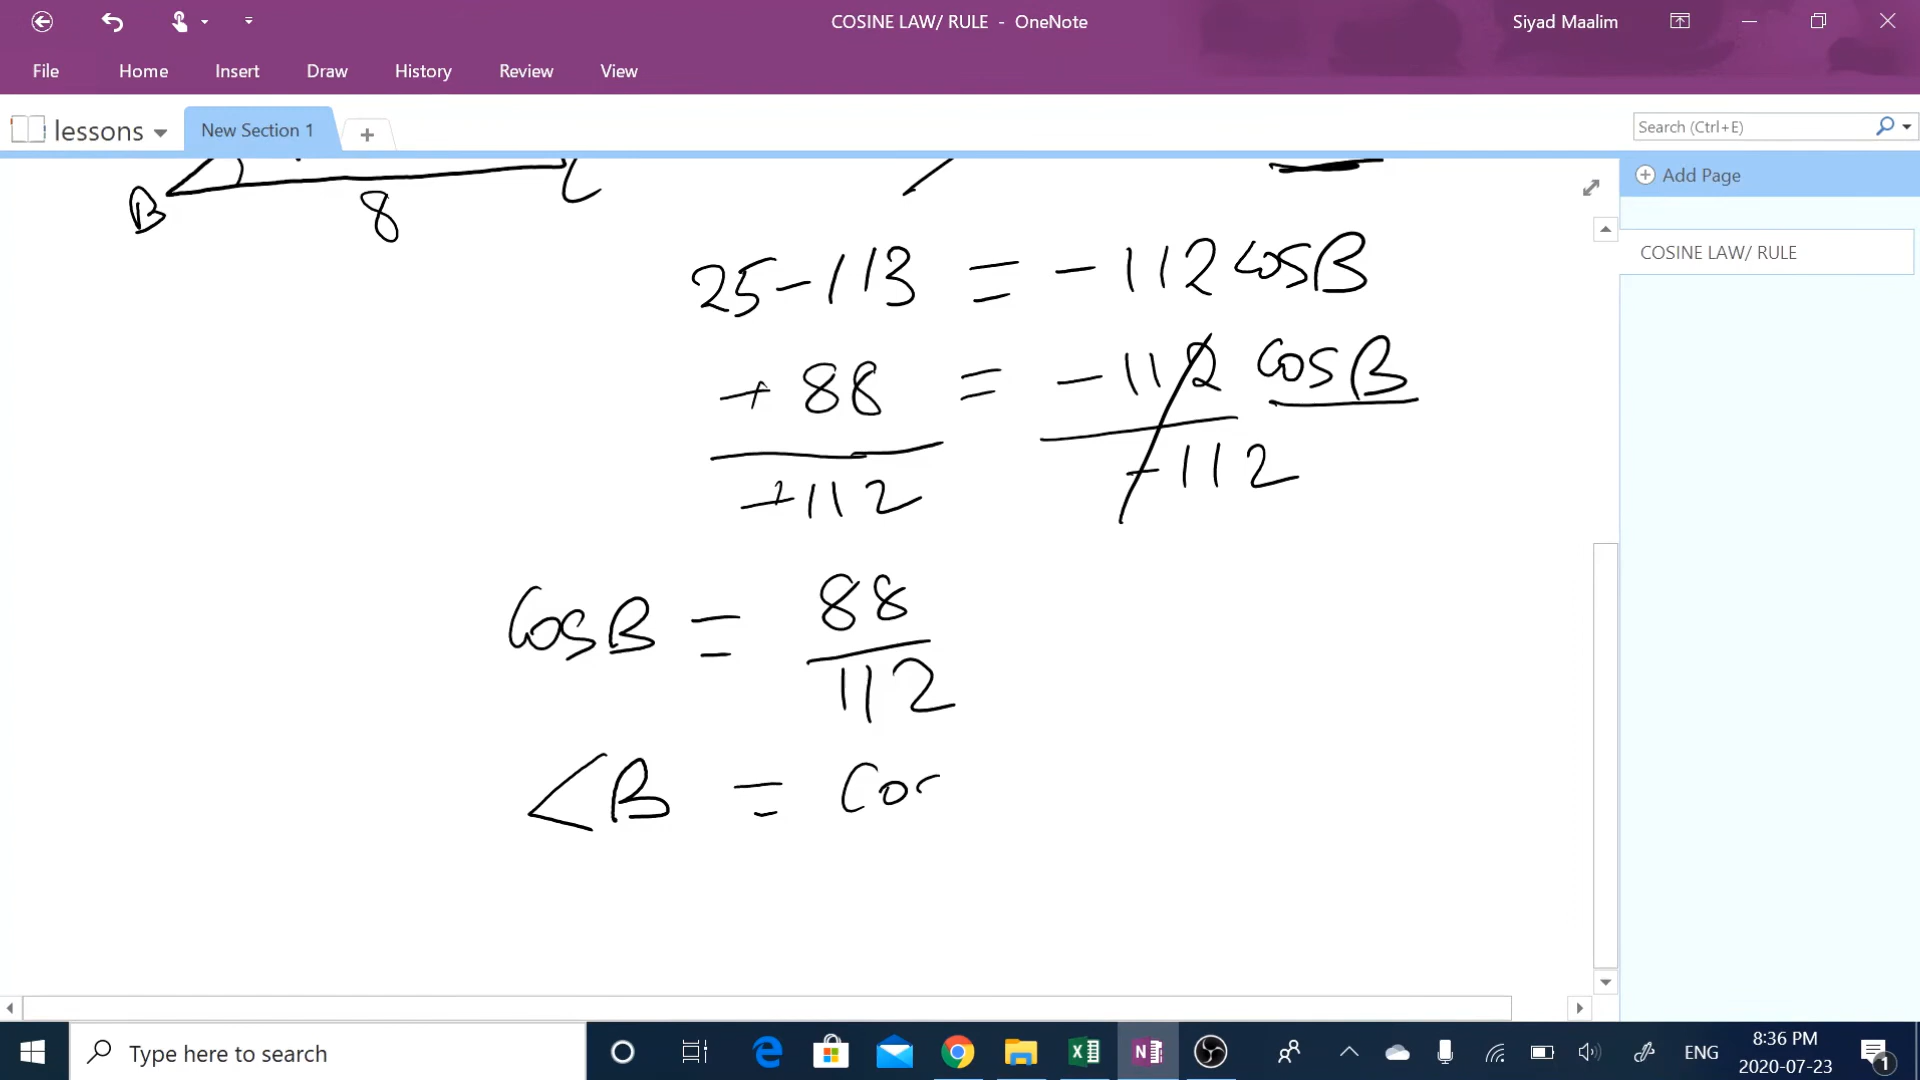 COSINE LAW/ RULE - OneNote
Siyad Maalim
File Home Insert Draw History Review View
lessons
New Section 1
+
Search (Ctrl+E)
Add Page
COSINE LAW/ RULE
B
8
C
25-113 = -112 cosB
+ 88 = -112 cosB
+112 -112
CosB = 88
112
<B = Cos
Type here to search
ENG
8:36 PM
2020-07-23
1